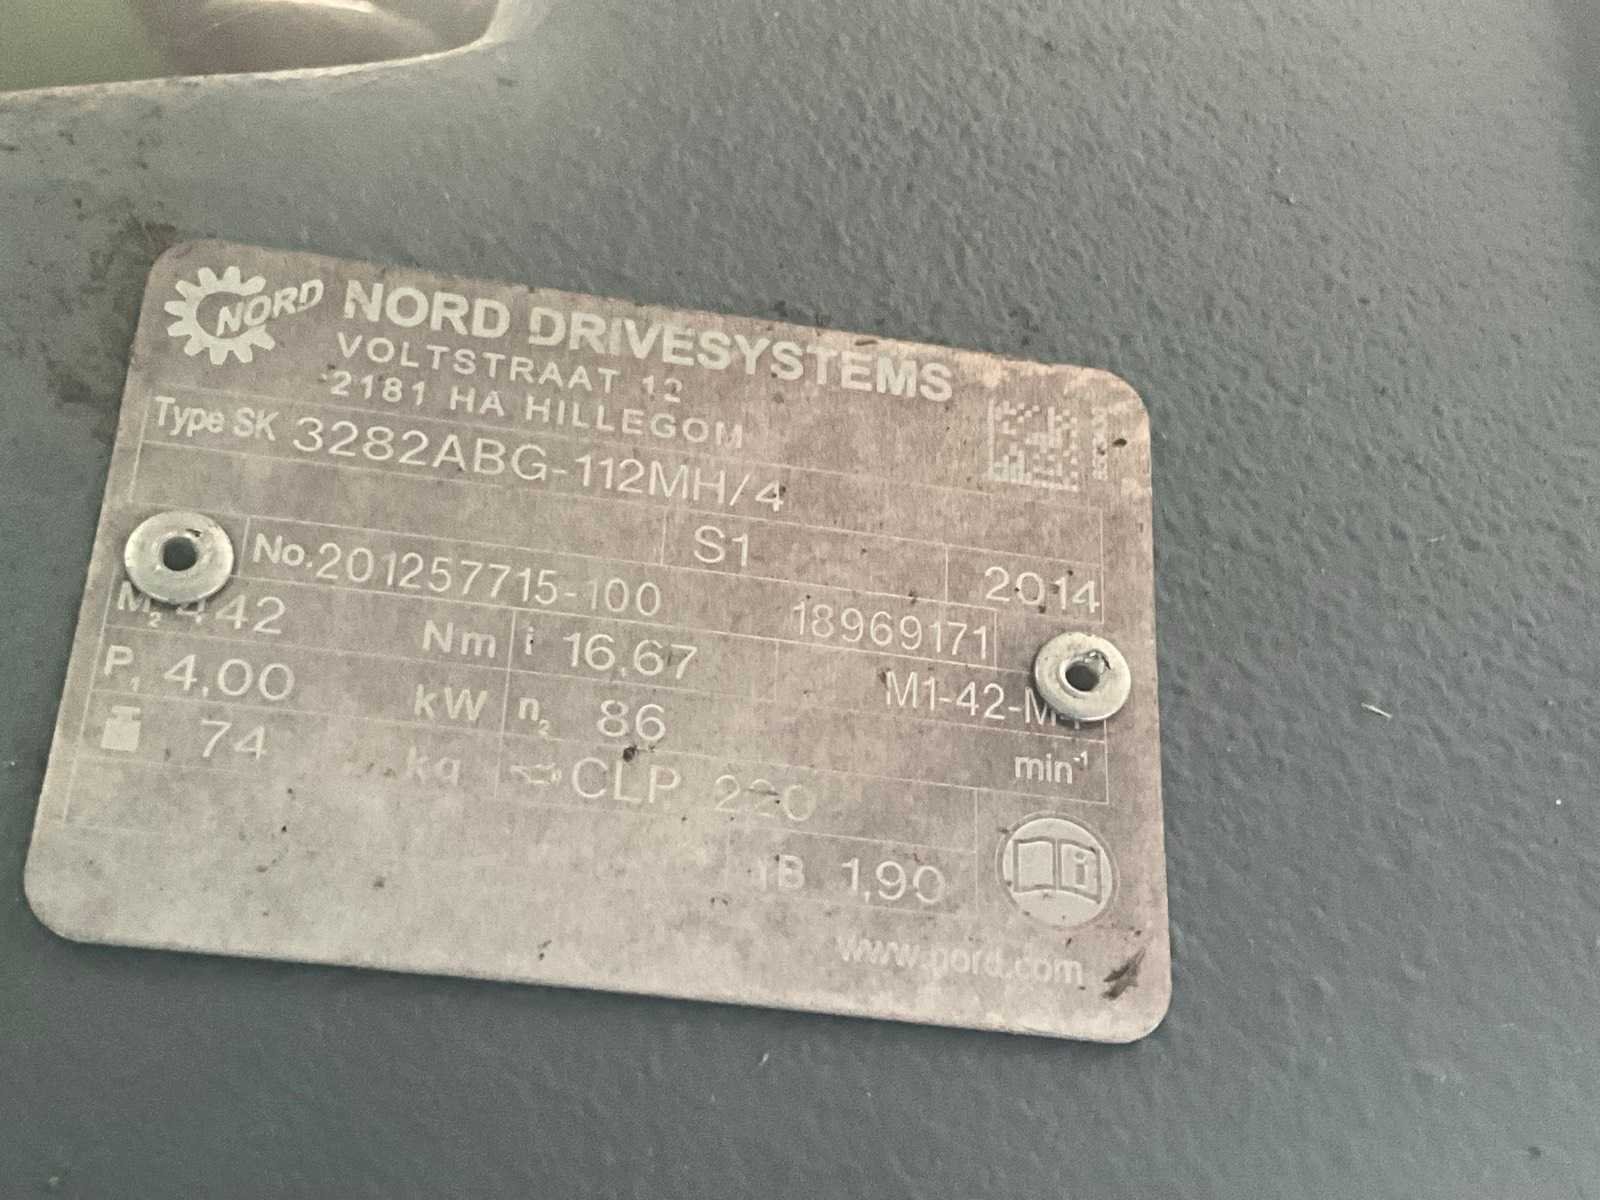 NORD NORD DRIVESYSTEMS
VOLTSTRAAT 12
2181 HA HILLEGOM
Type SK 3282ABG-112MH/4
S1
No.201257715-100 18969171 2014
M2 442 Nm i 16,67 M1-42-M4
P1 4,00 kW n2 86 min-1
74 kg CLP 220
fB 1,90
www.nord.com